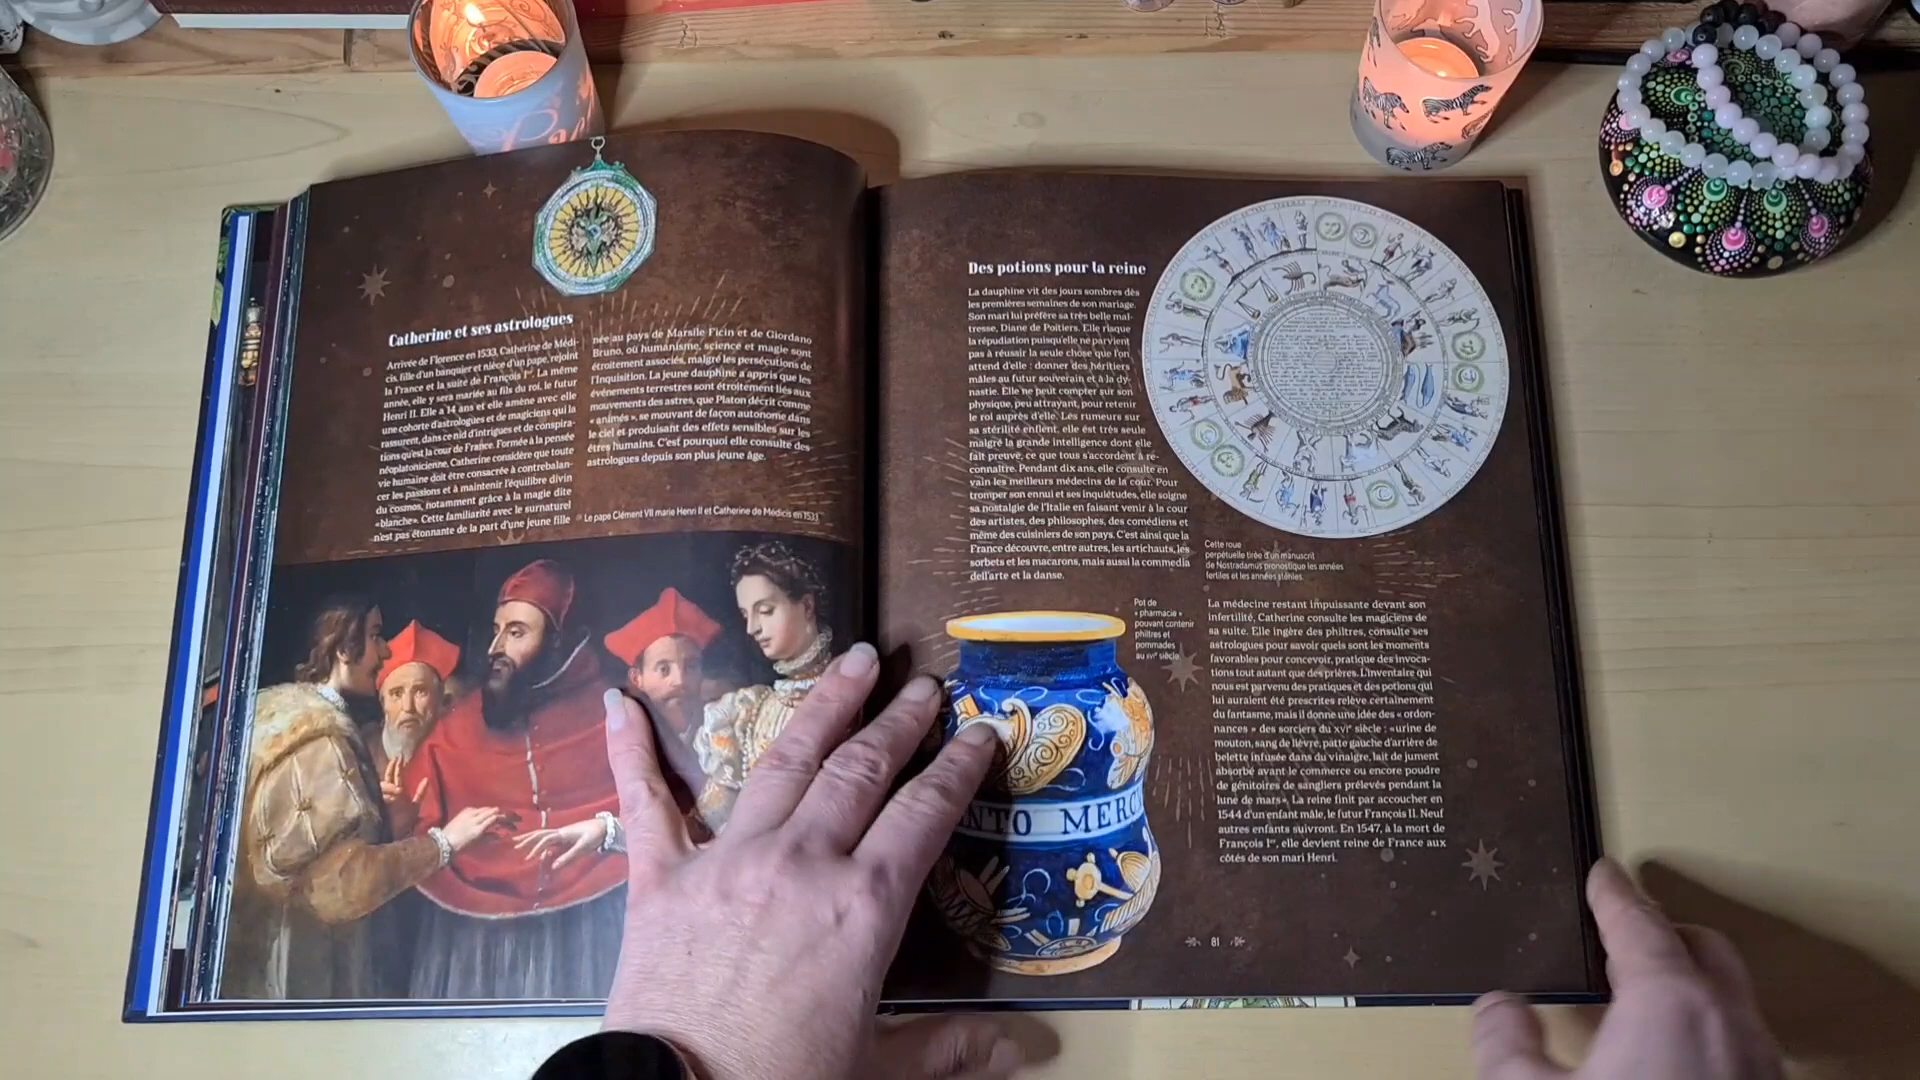 Catherine et ses astrologues
Arrivée de Florence en 1533, Catherine de Médi-
cis, fille d'un banquier et nièce d'un pape, rejoint
la France et la suite de François Iᵉʳ. La même
année, elle y sera mariée au fils du roi, le futur
Henri II. Elle a 14 ans et elle amène avec elle
une cohorte d'astrologues et de magiciens qui la
rassurent, dans ce nid d'intrigues et de conspira-
tions qu'est la cour de France. Formée à la pensée
néoplatonicienne, Catherine considère que toute
vie humaine doit être consacrée à contrebalan-
cer les passions et à maintenir l'équilibre divin
du cosmos, notamment grâce à la magie dite
«blanche». Cette familiarité avec le surnaturel
n'est pas étonnante de la part d'une jeune fille
née au pays de Marsile Ficin et de Giordano
Bruno, où humanisme, science et magie sont
étroitement associés, malgré les persécutions de
l'Inquisition. La jeune dauphine a appris que les
événements terrestres sont étroitement liés aux
mouvements des astres, que Platon décrit comme
« animés », se mouvant de façon autonome dans
le ciel et produisant des effets sensibles sur les
êtres humains. C'est pourquoi elle consulte des
astrologues depuis son plus jeune âge.
Le pape Clément VII marie Henri II et Catherine de Médicis en 1533
Des potions pour la reine
La dauphine vit des jours sombres dès
les premières semaines de son mariage.
Son mari lui préfère sa très belle maî-
tresse, Diane de Poitiers. Elle risque
la répudiation puisqu'elle ne parvient
pas à réussir la seule chose que l'on
attend d'elle : donner des héritiers
mâles au futur souverain et à la dy-
nastie. Elle ne peut compter sur son
physique, peu attrayant, pour retenir
le roi auprès d'elle. Les rumeurs sur
sa stérilité enflent, elle est très seule
malgré la grande intelligence dont elle
fait preuve, ce que tous s'accordent à re-
connaître. Pendant dix ans, elle consulte en
vain les meilleurs médecins de la cour. Pour
tromper son ennui et ses inquiétudes, elle soigne
sa nostalgie de l'Italie en faisant venir à la cour
des artistes, des philosophes, des comédiens et
même des cuisiniers de son pays. C'est ainsi que la
France découvre, entre autres, les artichauts, les
sorbets et les macarons, mais aussi la commedia
dell'arte et la danse.
Cette roue
perpétuelle tirée d'un manuscrit
de Nostradamus pronostique les années
fertiles et les années stériles.
Pot de
« pharmacie »
pouvant contenir
philtres et
pommades
au XVIᵉ siècle
NTO MERC
La médecine restant impuissante devant son
infertilité, Catherine consulte les magiciens de
sa suite. Elle ingère des philtres, consulte ses
astrologues pour savoir quels sont les moments
favorables pour concevoir, pratique des invoca-
tions tout autant que des prières. L'inventaire qui
nous est parvenu des pratiques et des potions qui
lui auraient été prescrites relève certainement
du fantasme, mais il donne une idée des « ordon-
nances » des sorciers du XVIᵉ siècle : «urine de
mouton, sang de lièvre, patte gauche d'arrière de
belette infusée dans du vinaigre, lait de jument
absorbé avant le commerce ou encore poudre
de génitoires de sangliers prélevés pendant la
lune de mars». La reine finit par accoucher en
1544 d'un enfant mâle, le futur François II. Neuf
autres enfants suivront. En 1547, à la mort de
François Iᵉʳ, elle devient reine de France aux
côtés de son mari Henri.
81